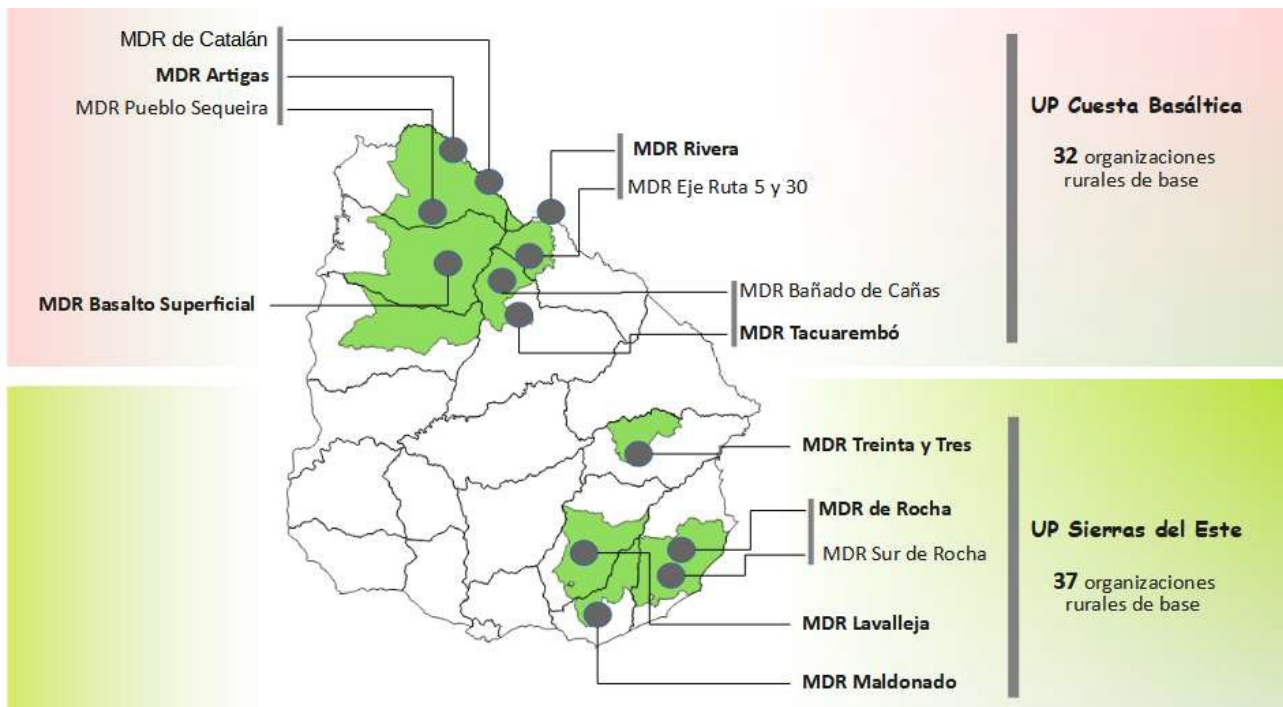 MDR de Catalán
MDR Artigas
MDR Pueblo Sequeira
MDR Rivera
MDR Eje Ruta 5 y 30
MDR Basalto Superficial
MDR Bañado de Cañas
MDR Tacuarembó
UP Cuesta Basáltica
32 organizaciones
rurales de base
MDR Treinta y Tres
MDR de Rocha
MDR Sur de Rocha
MDR Lavalleja
MDR Maldonado
UP Sierras del Este
37 organizaciones
rurales de base